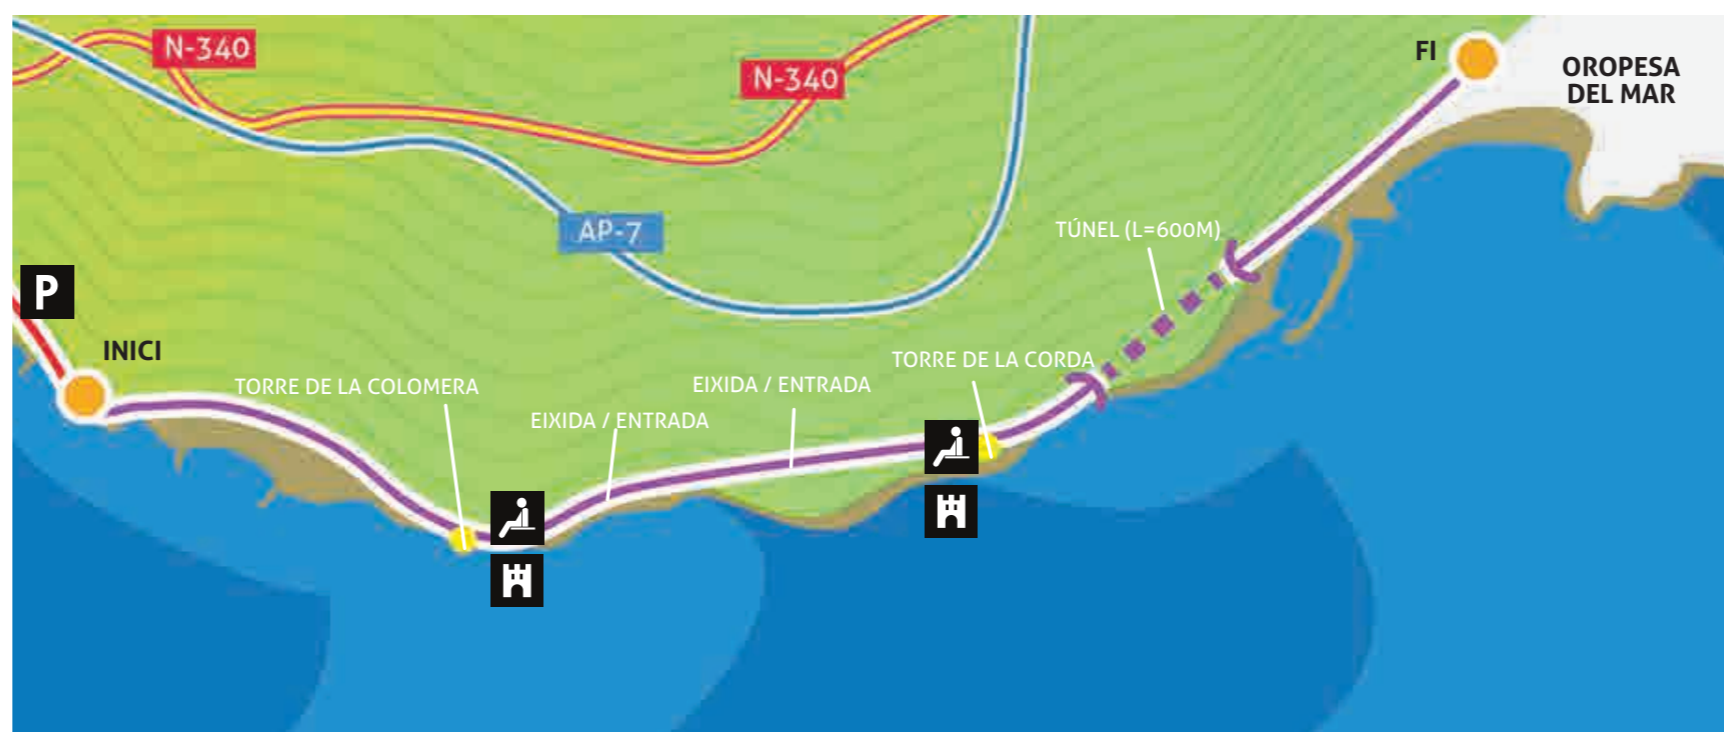 N-340
N-340
FI
OROPESA
DEL MAR
AP-7
TÚNEL (L=600M)
P
INICI
TORRE DE LA COLOMERA
EIXIDA / ENTRADA
EIXIDA / ENTRADA
TORRE DE LA CORDA